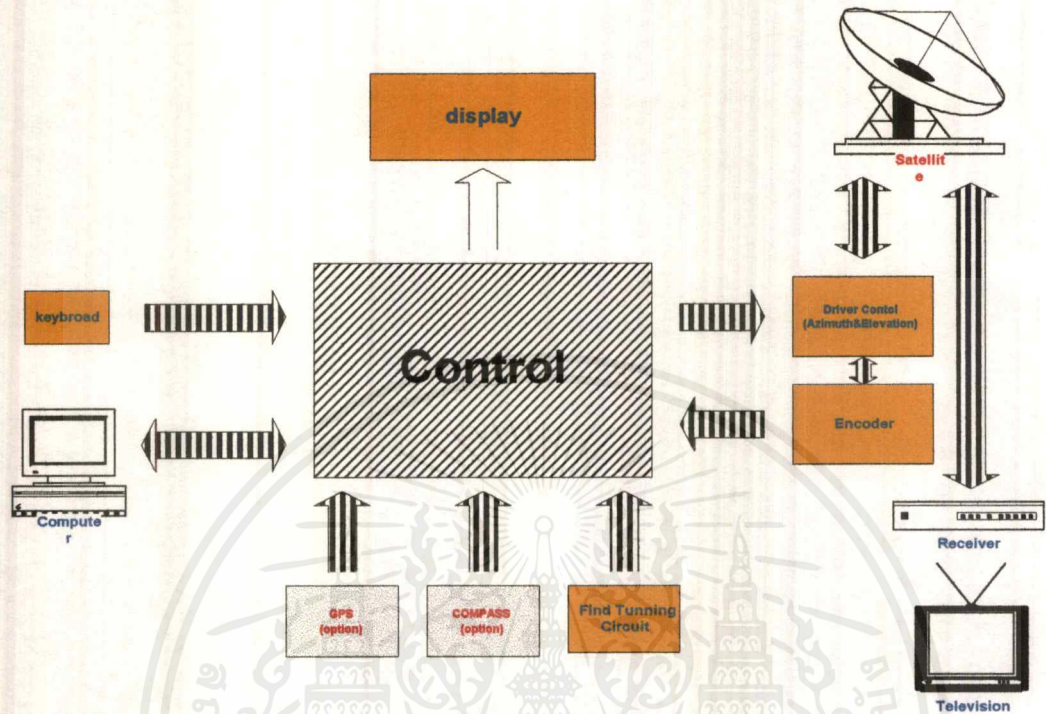 display
Satellit
e
keybroad
Control
Driver Contol
(Azimuth&Elevation)
Encoder
Compute
r
Receiver
GPS
(option)
COMPASS
(option)
Find Tunning
Circuit
Television